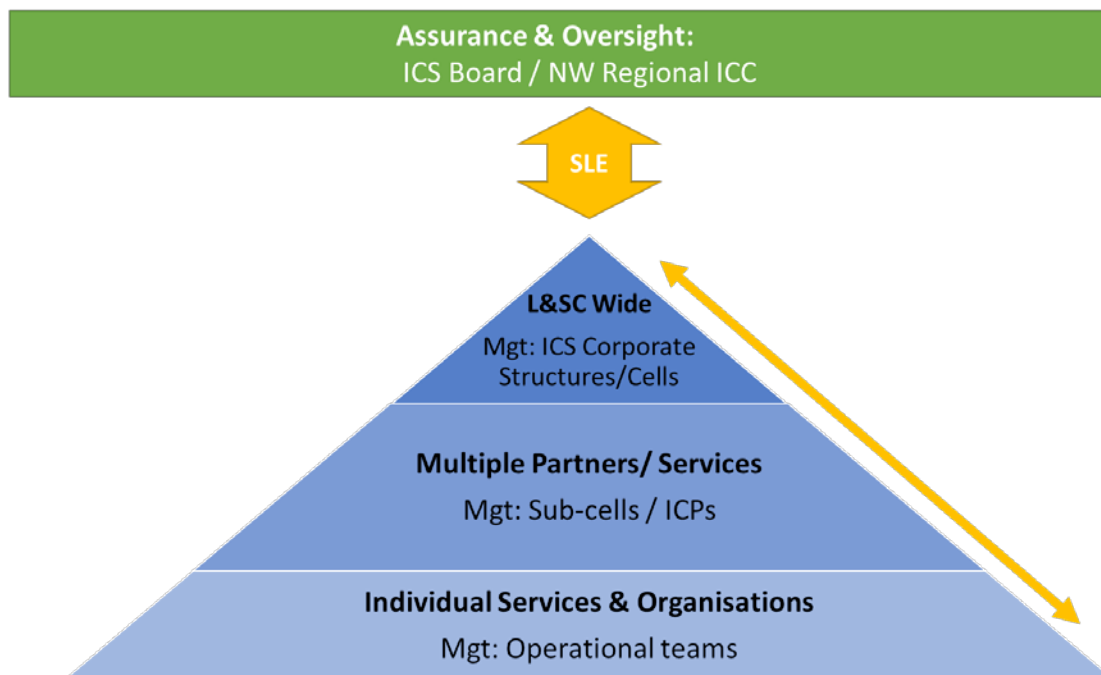 Assurance & Oversight:
ICS Board / NW Regional ICC
SLE
L&SC Wide
Mgt: ICS Corporate
Structures/Cells
Multiple Partners/ Services
Mgt: Sub-cells / ICPs
Individual Services & Organisations
Mgt: Operational teams